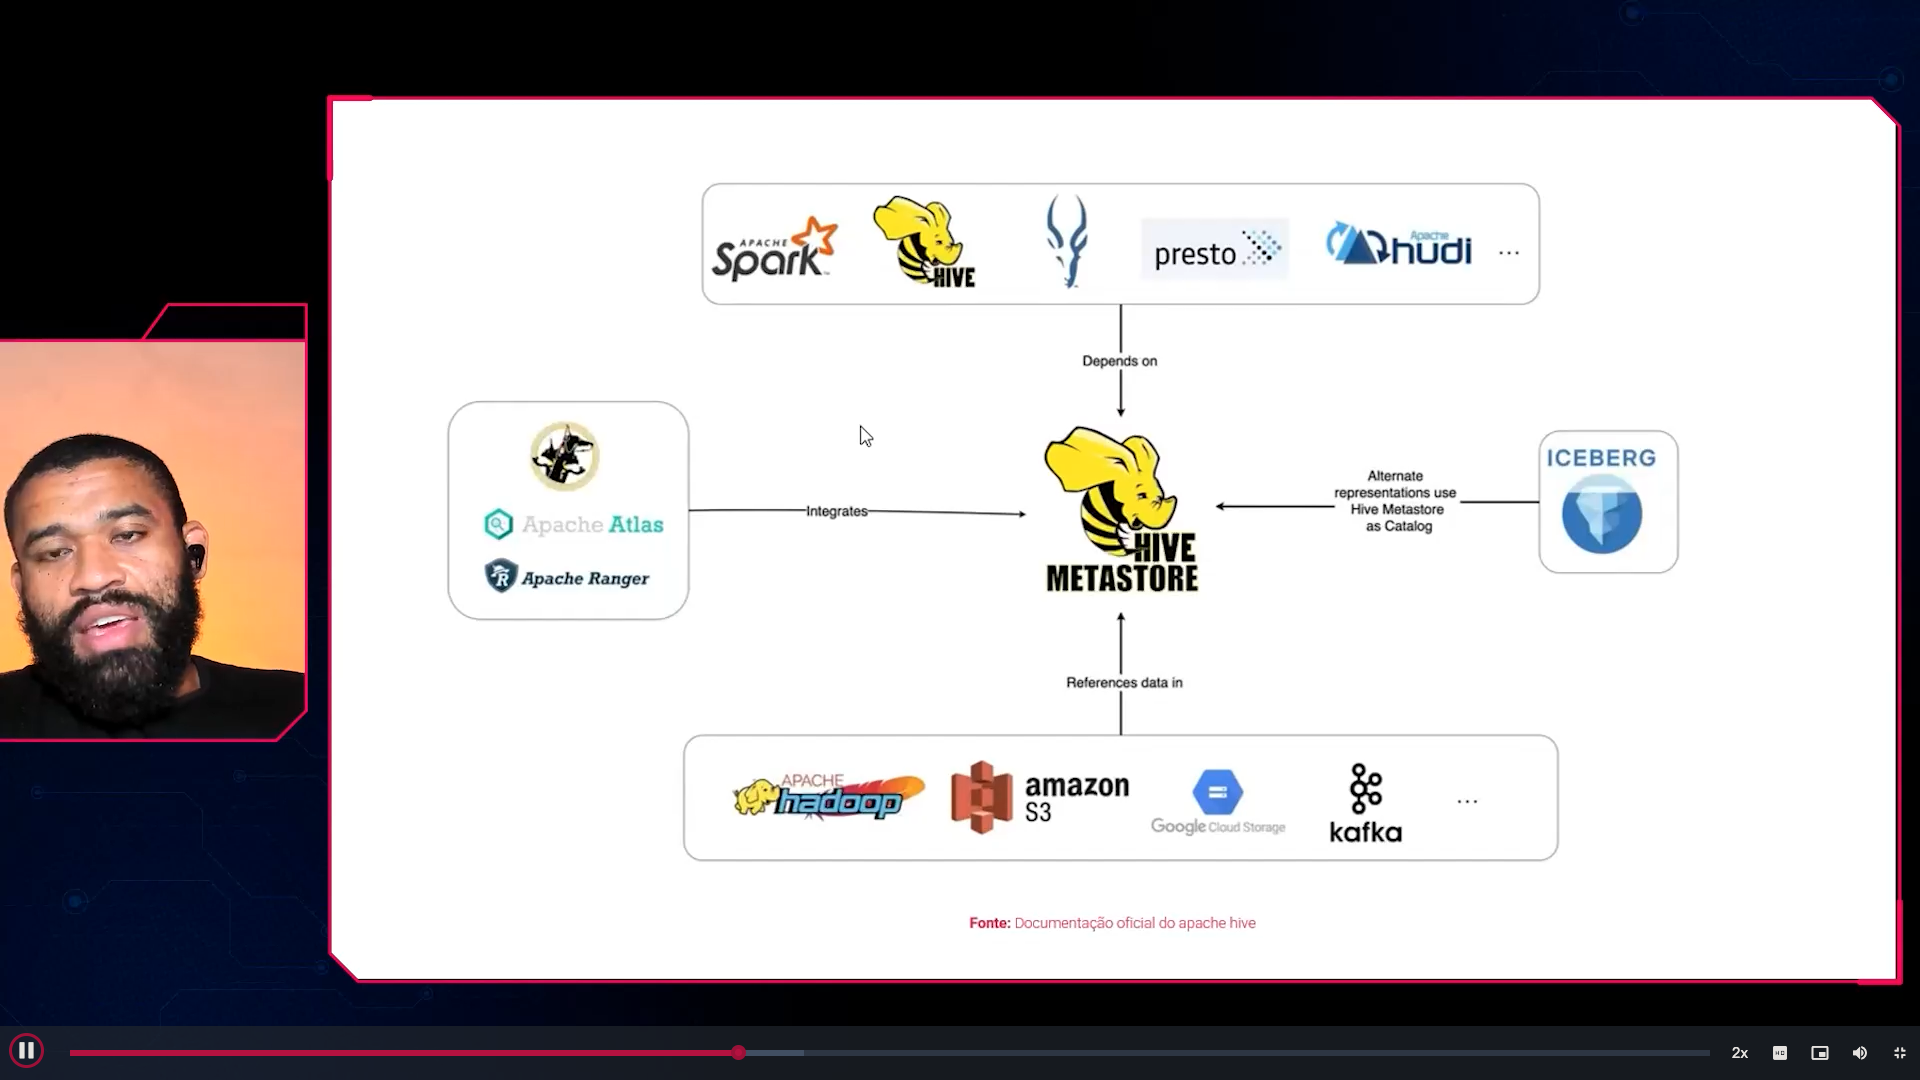 APACHE
Spark
HIVE
presto
Apache
hudi
...
Depends on
Apache Atlas
Apache Ranger
Integrates
HIVE
METASTORE
Alternate
representations use
Hive Metastore
as Catalog
ICEBERG
References data in
APACHE
hadoop
amazon
S3
Google Cloud Storage
kafka
...
Fonte: Documentação oficial do apache hive
2x
HD